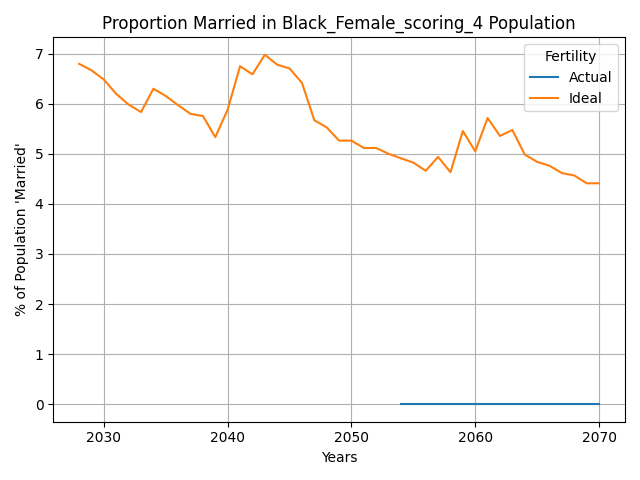 Proportion Married in Black_Female_scoring_4 Population
Fertility
Actual
Ideal
% of Population 'Married'
7
6
5
4
3
2
1
0
2030 2040 2050 2060 2070
Years